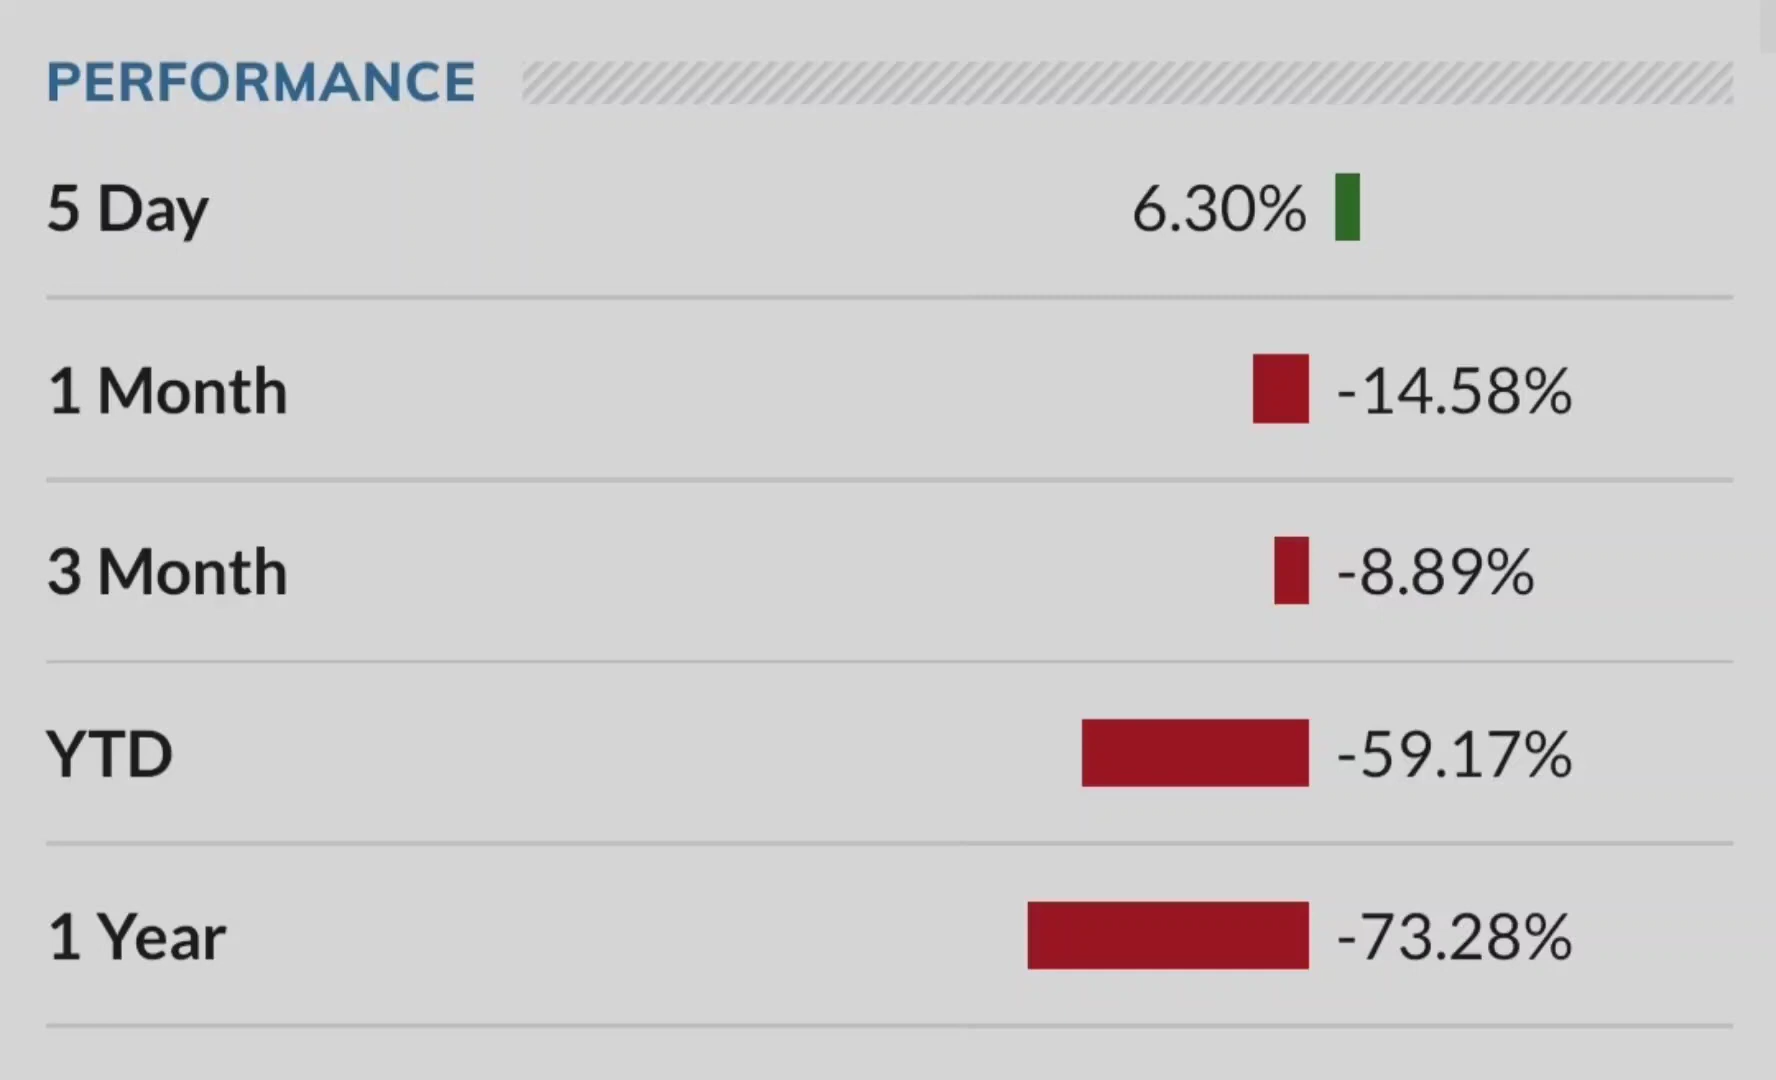 PERFORMANCE
5 Day 6.30%
1 Month -14.58%
3 Month -8.89%
YTD -59.17%
1 Year -73.28%